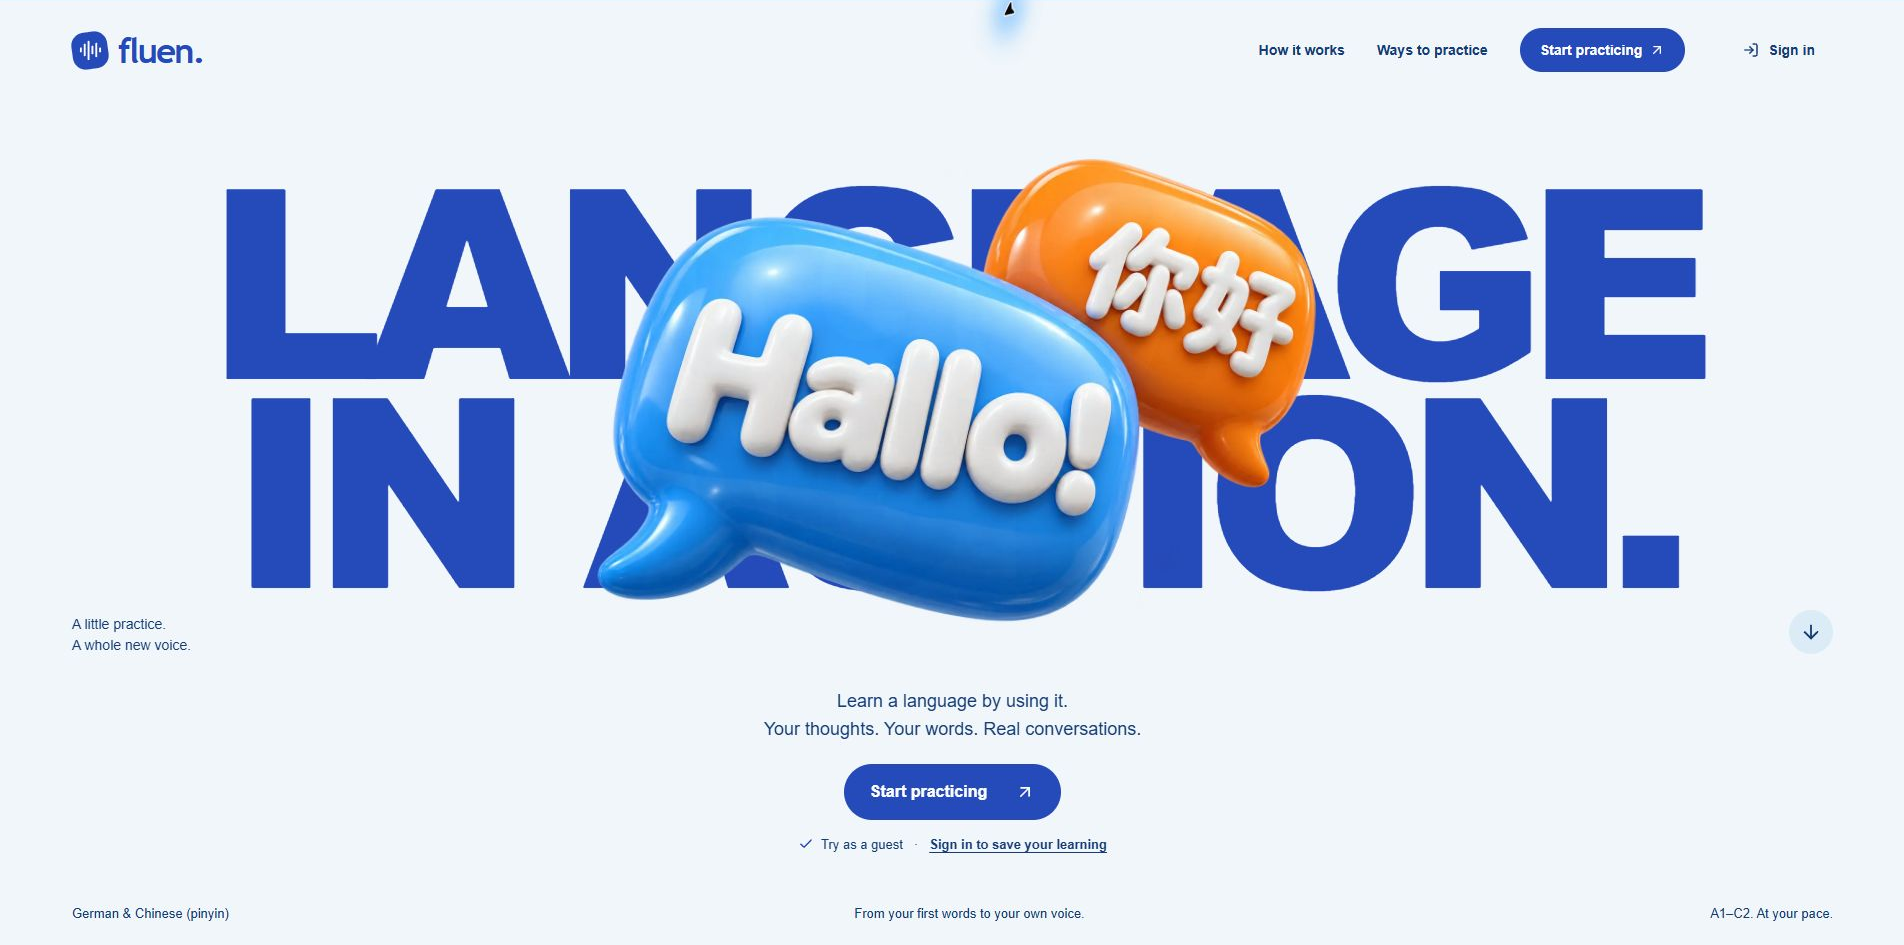 fluen.
How it works
Ways to practice
Start practicing
Sign in
LANGUAGE
IN ACTION.
Hallo!
你好
A little practice.
A whole new voice.
Learn a language by using it.
Your thoughts. Your words. Real conversations.
Start practicing
Try as a guest · Sign in to save your learning
German & Chinese (pinyin)
From your first words to your own voice.
A1–C2. At your pace.